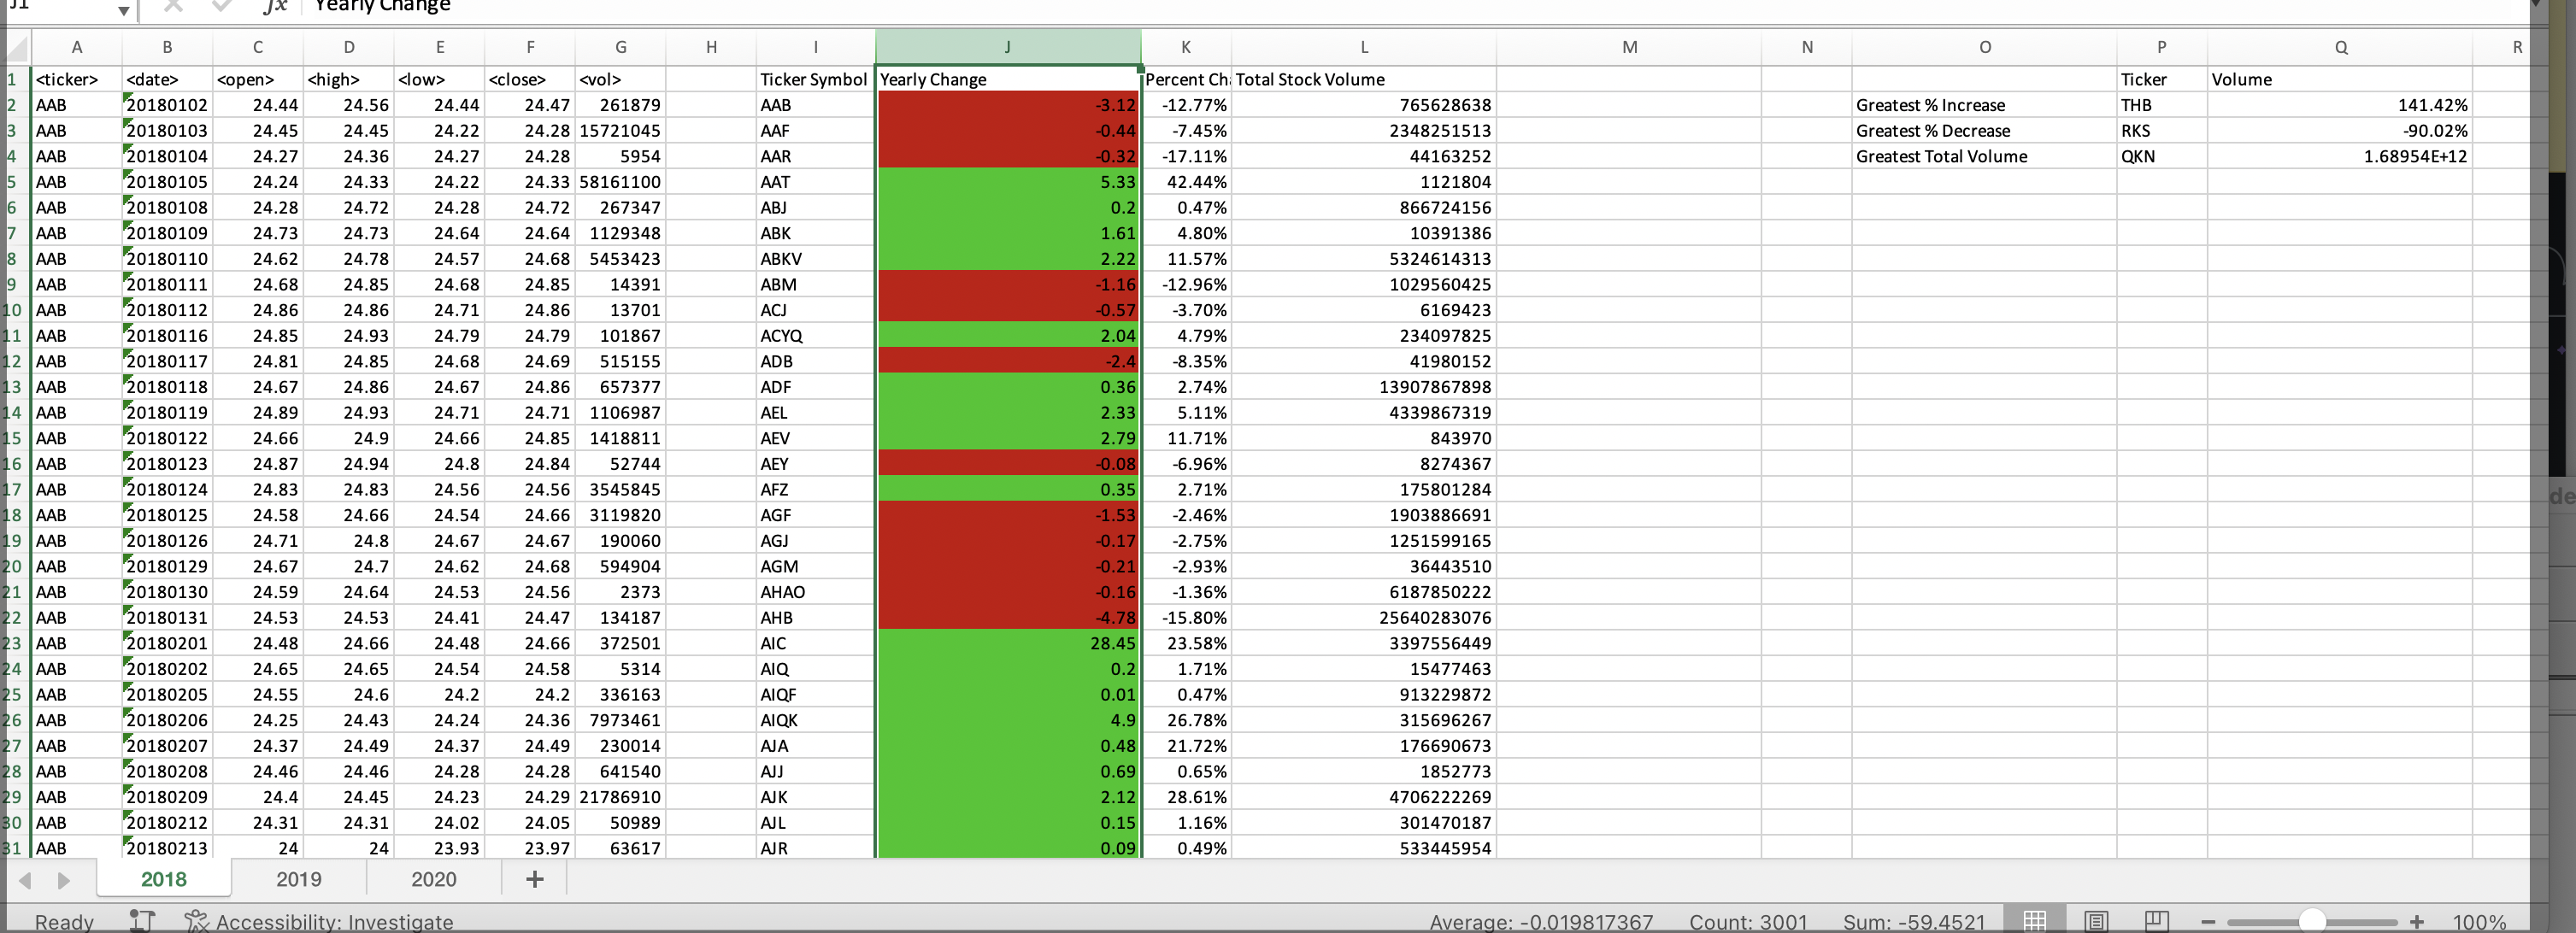 J1 fx Yearly Change
A B C D E F G H I J K L M N O P Q R
1 <ticker> <date> <open> <high> <low> <close> <vol> Ticker Symbol Yearly Change Percent Ch Total Stock Volume Ticker Volume
2 AAB 20180102 24.44 24.56 24.44 24.47 261879 AAB -3.12 -12.77% 765628638 Greatest % Increase THB 141.42%
3 AAB 20180103 24.45 24.45 24.22 24.28 15721045 AAF -0.44 -7.45% 2348251513 Greatest % Decrease RKS -90.02%
4 AAB 20180104 24.27 24.36 24.27 24.28 5954 AAR -0.32 -17.11% 44163252 Greatest Total Volume QKN 1.68954E+12
5 AAB 20180105 24.24 24.33 24.22 24.33 58161100 AAT 5.33 42.44% 1121804
6 AAB 20180108 24.28 24.72 24.28 24.72 267347 ABJ 0.2 0.47% 866724156
7 AAB 20180109 24.73 24.73 24.64 24.64 1129348 ABK 1.61 4.80% 10391386
8 AAB 20180110 24.62 24.78 24.57 24.68 5453423 ABKV 2.22 11.57% 5324614313
9 AAB 20180111 24.68 24.85 24.68 24.85 14391 ABM -1.16 -12.96% 1029560425
10 AAB 20180112 24.86 24.86 24.71 24.86 13701 ACJ -0.57 -3.70% 6169423
11 AAB 20180116 24.85 24.93 24.79 24.79 101867 ACYQ 2.04 4.79% 234097825
12 AAB 20180117 24.81 24.85 24.68 24.69 515155 ADB -2.4 -8.35% 41980152
13 AAB 20180118 24.67 24.86 24.67 24.86 657377 ADF 0.36 2.74% 13907867898
14 AAB 20180119 24.89 24.93 24.71 24.71 1106987 AEL 2.33 5.11% 4339867319
15 AAB 20180122 24.66 24.9 24.66 24.85 1418811 AEV 2.79 11.71% 843970
16 AAB 20180123 24.87 24.94 24.8 24.84 52744 AEY -0.08 -6.96% 8274367
17 AAB 20180124 24.83 24.83 24.56 24.56 3545845 AFZ 0.35 2.71% 175801284
18 AAB 20180125 24.58 24.66 24.54 24.66 3119820 AGF -1.53 -2.46% 1903886691
19 AAB 20180126 24.71 24.8 24.67 24.67 190060 AGJ -0.17 -2.75% 1251599165
20 AAB 20180129 24.67 24.7 24.62 24.68 594904 AGM -0.21 -2.93% 36443510
21 AAB 20180130 24.59 24.64 24.53 24.56 2373 AHAO -0.16 -1.36% 6187850222
22 AAB 20180131 24.53 24.53 24.41 24.47 134187 AHB -4.78 -15.80% 25640283076
23 AAB 20180201 24.48 24.66 24.48 24.66 372501 AIC 28.45 23.58% 3397556449
24 AAB 20180202 24.65 24.65 24.54 24.58 5314 AIQ 0.2 1.71% 15477463
25 AAB 20180205 24.55 24.6 24.2 24.2 336163 AIQF 0.01 0.47% 913229872
26 AAB 20180206 24.25 24.43 24.24 24.36 7973461 AIQK 4.9 26.78% 315696267
27 AAB 20180207 24.37 24.49 24.37 24.49 230014 AJA 0.48 21.72% 176690673
28 AAB 20180208 24.46 24.46 24.28 24.28 641540 AJJ 0.69 0.65% 1852773
29 AAB 20180209 24.4 24.45 24.23 24.29 21786910 AJK 2.12 28.61% 4706222269
30 AAB 20180212 24.31 24.31 24.02 24.05 50989 AJL 0.15 1.16% 301470187
31 AAB 20180213 24 24 23.93 23.97 63617 AJR 0.09 0.49% 533445954
2018 2019 2020 +
Ready Accessibility: Investigate Average: -0.019817367 Count: 3001 Sum: -59.4521 100%
de